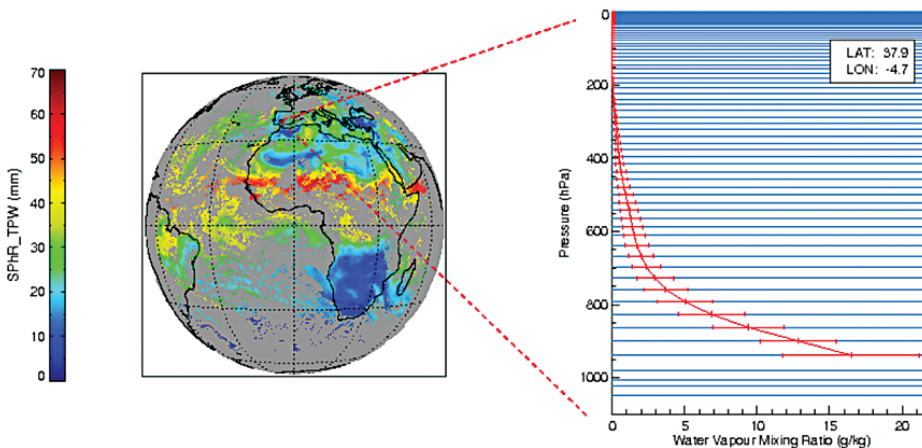 SPhR_TPW (mm)
70
60
50
40
30
20
10
0
LAT: 37.9
LON: -4.7
Pressure (hPa)
0
200
400
600
800
1000
0 5 10 15 20
Water Vapour Mixing Ratio (g/kg)